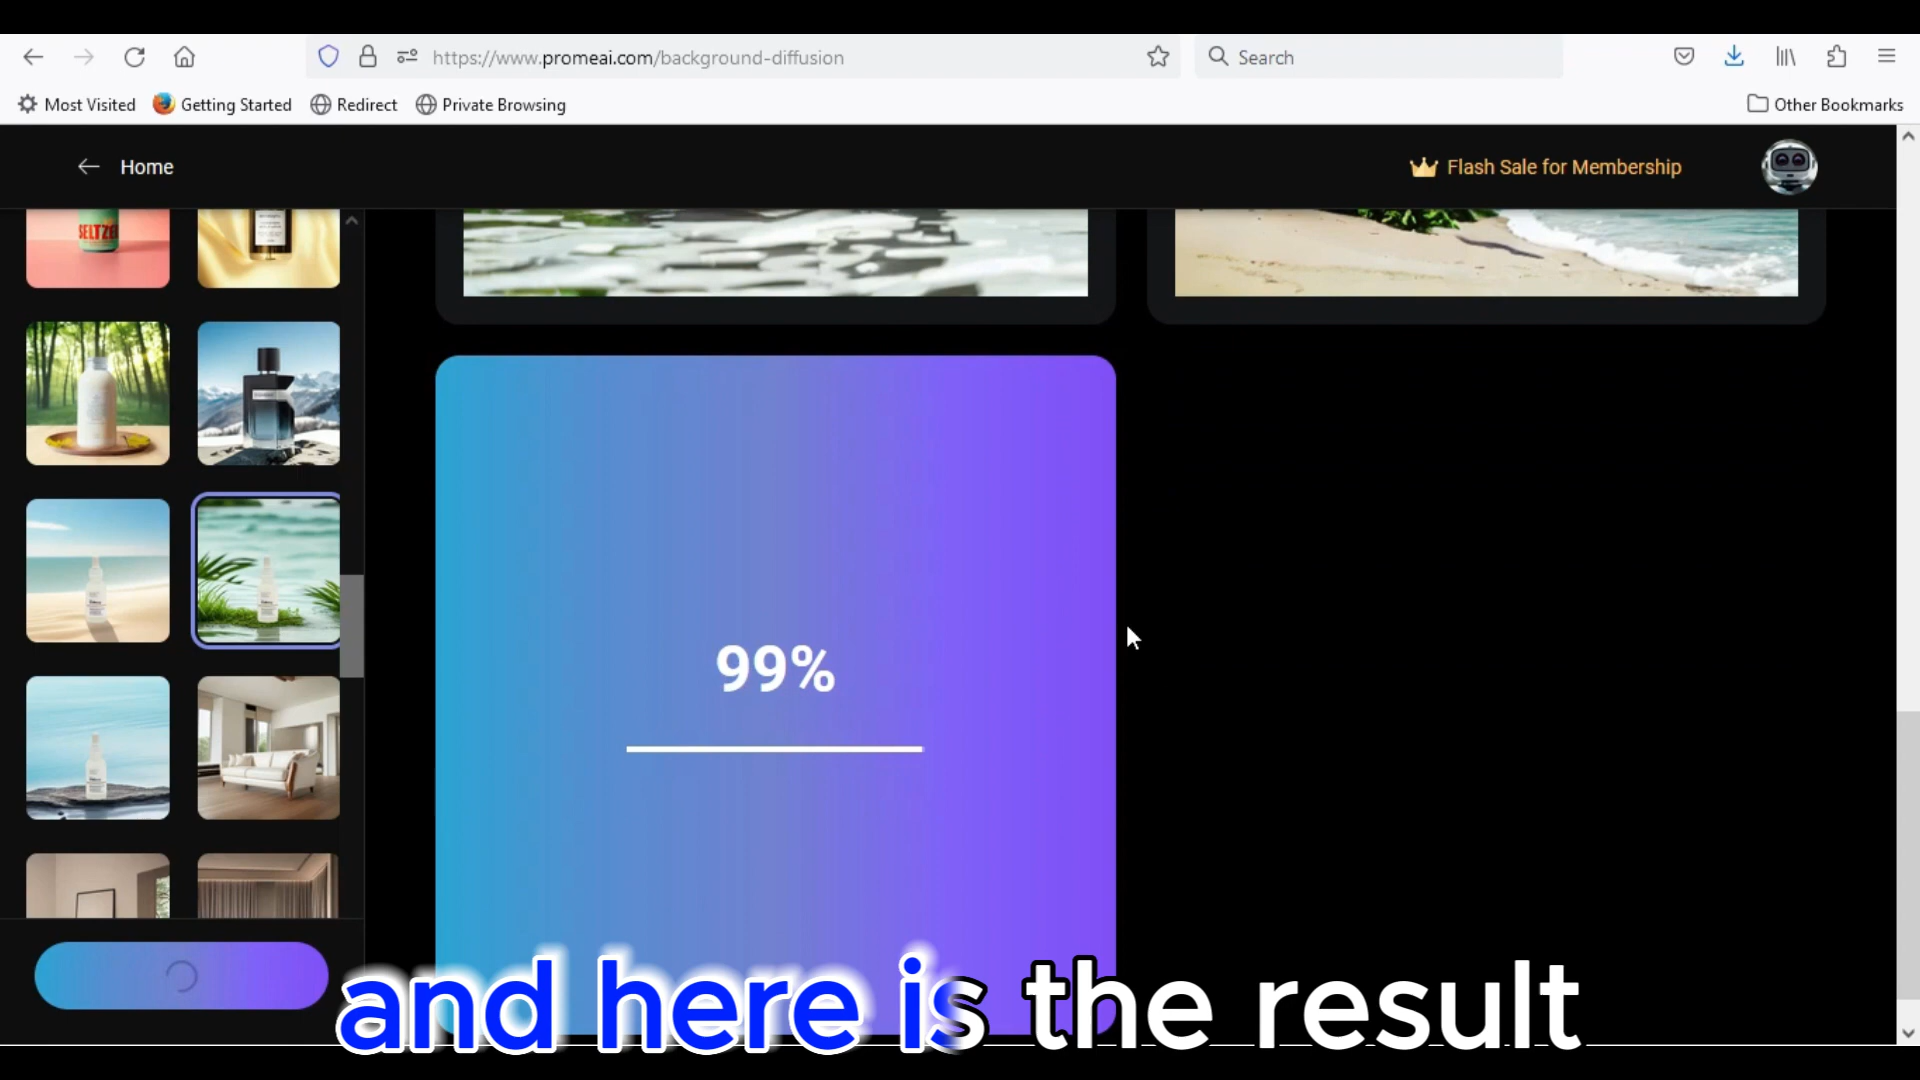 https://www.promeai.com/background-diffusion
Search
Most Visited
Getting Started
Redirect
Private Browsing
Other Bookmarks
Home
Flash Sale for Membership
SELTZE
99%
and here is the result